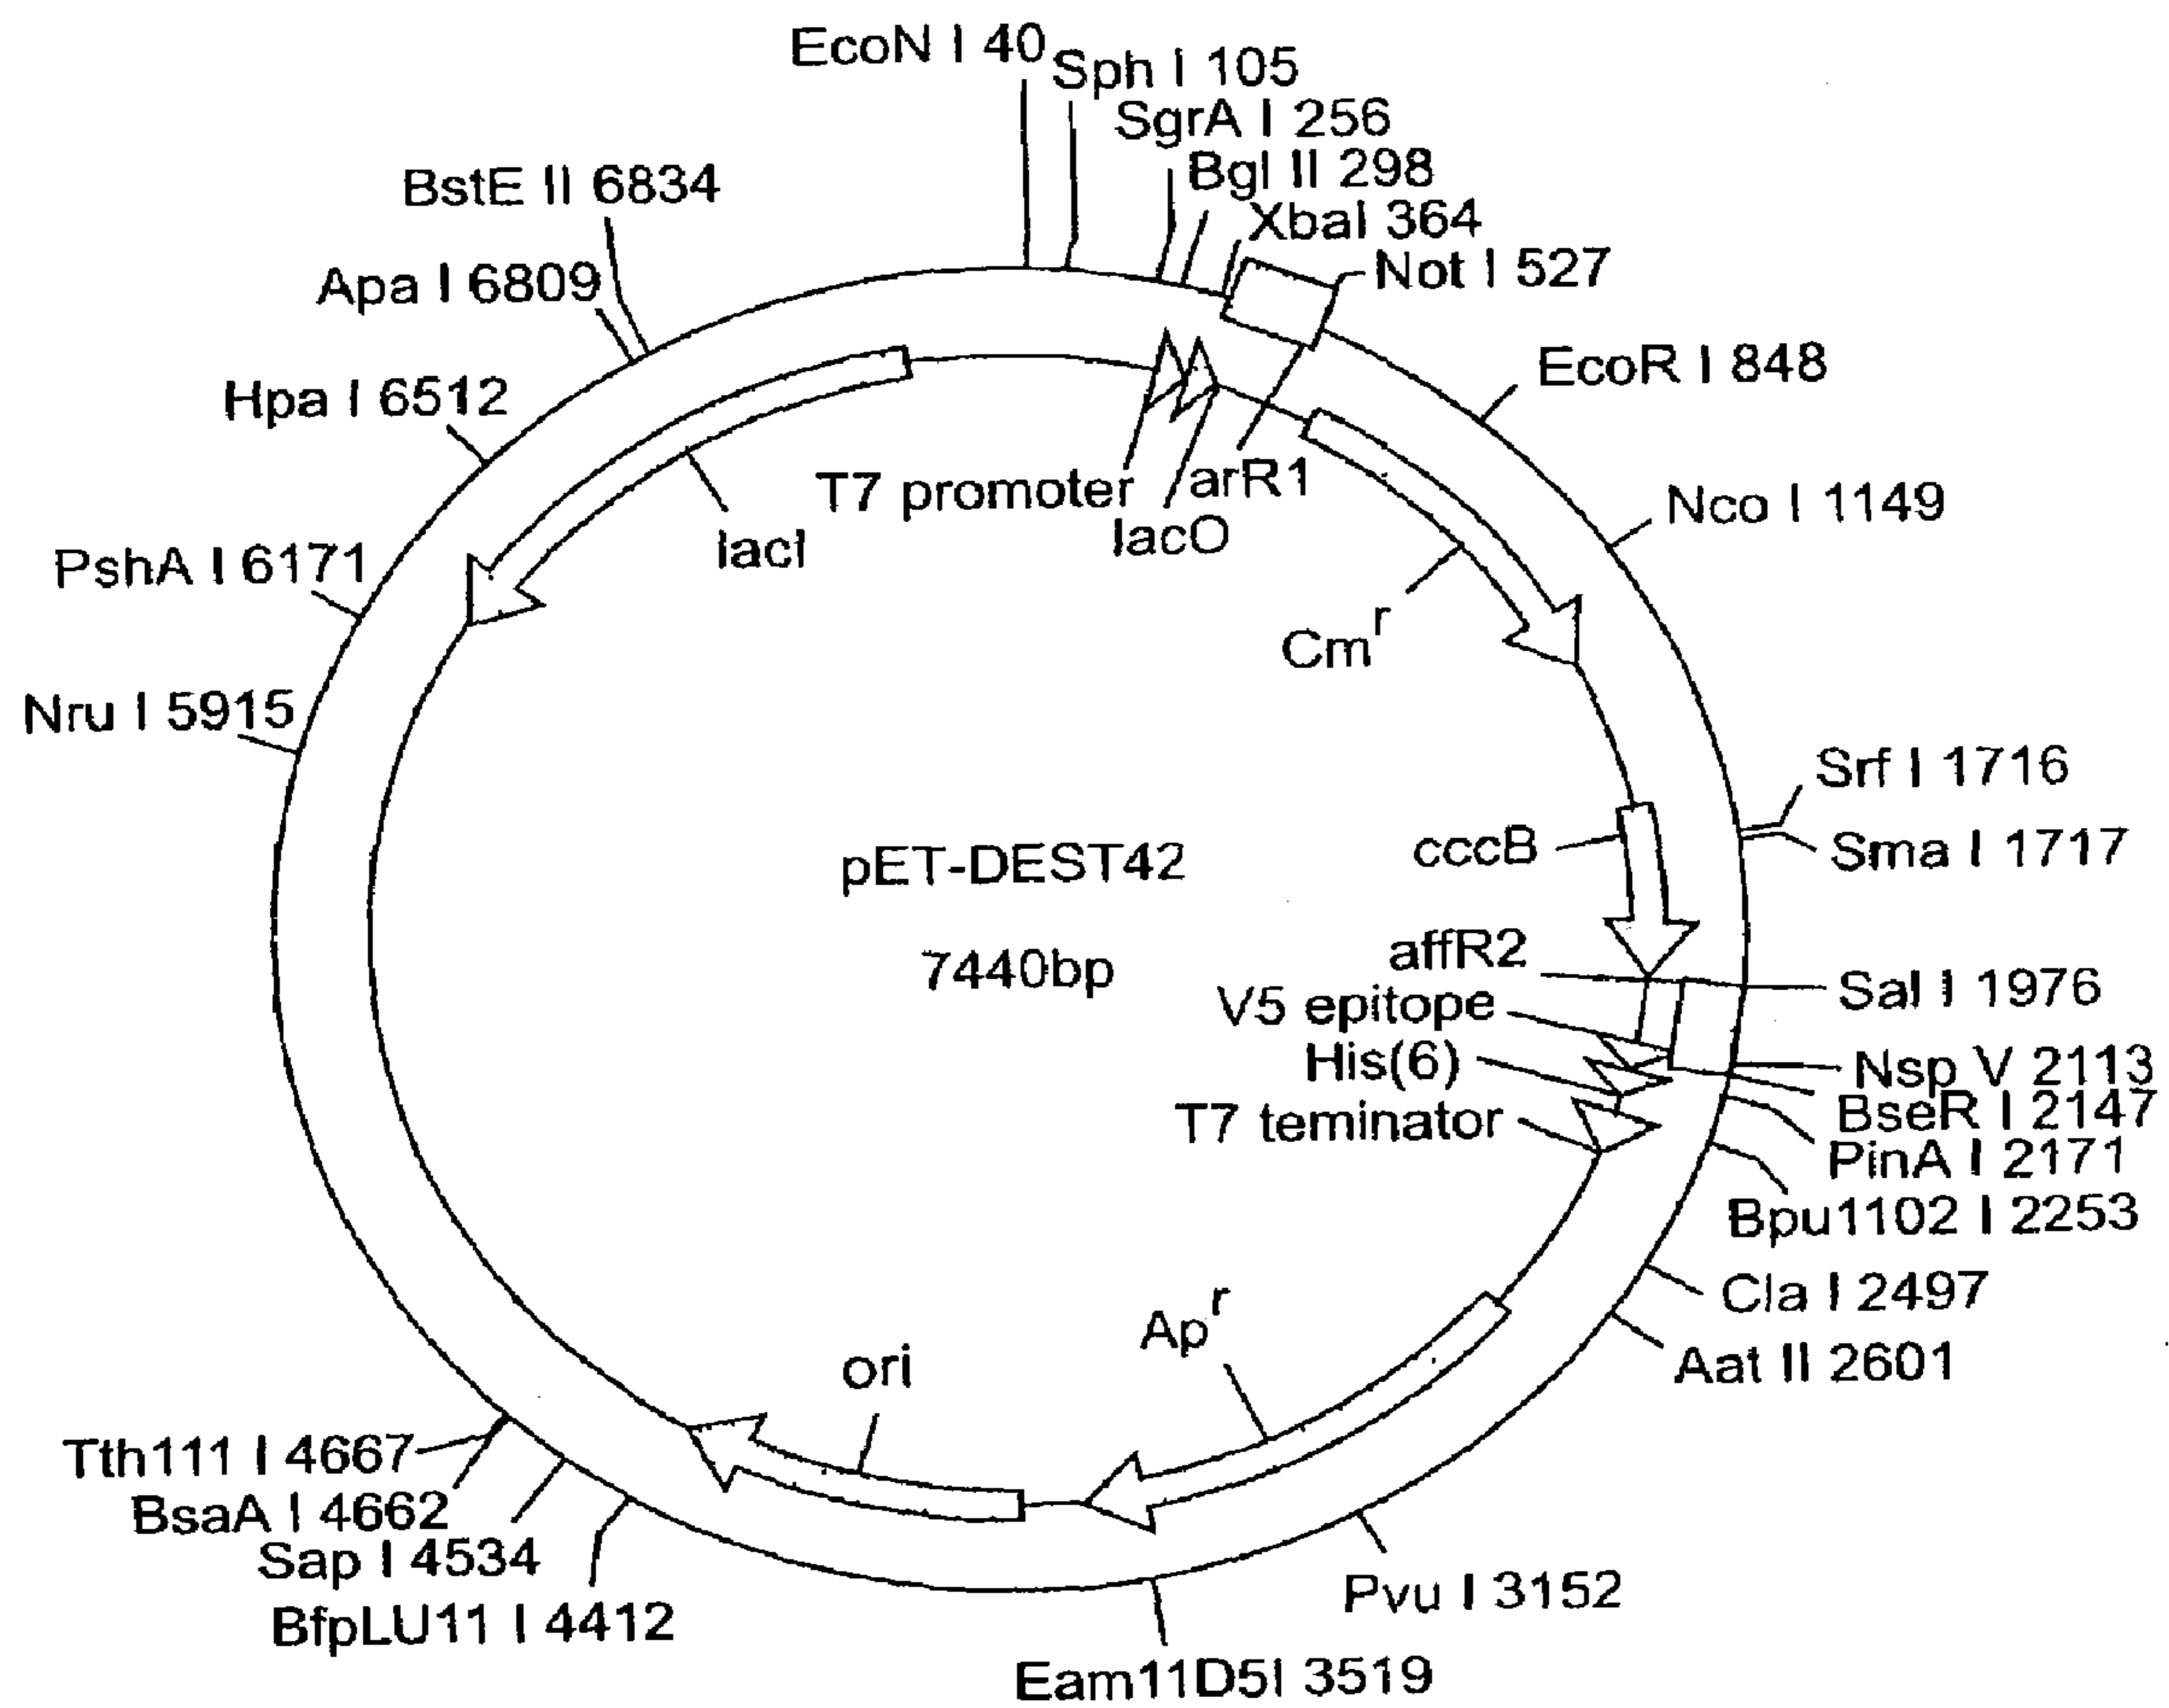 EcoN I 40
Sph I 105
SgrA I 256
Bgl II 298
XbaI 364
Not I 527
EcoR I 848
Nco I 1149
Srf I 1716
Sma I 1717
Sal I 1976
Nsp V 2113
BseR I 2147
PinA I 2171
Bpu1102 I 2253
Cla I 2497
Aat II 2601
Pvu I 3152
Eam11D5I 3519
BfpLU11 I 4412
Sap I 4534
BsaA I 4662
Tth111 I 4667
Nru I 5915
PshA I 6171
Hpa I 6512
Apa I 6809
BstE II 6834
T7 promoter
lacO
arR1
lacI
Cm^r
cccB
affR2
V5 epitope
His(6)
T7 teminator
Ap^r
ori
pET-DEST42
7440bp